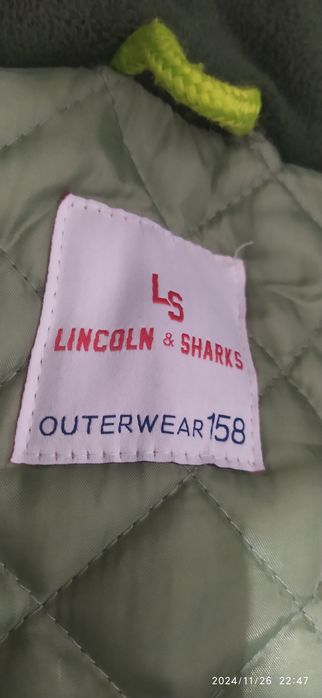 LS
LINCOLN & SHARKS
OUTERWEAR 158
2024/11/26 22:47